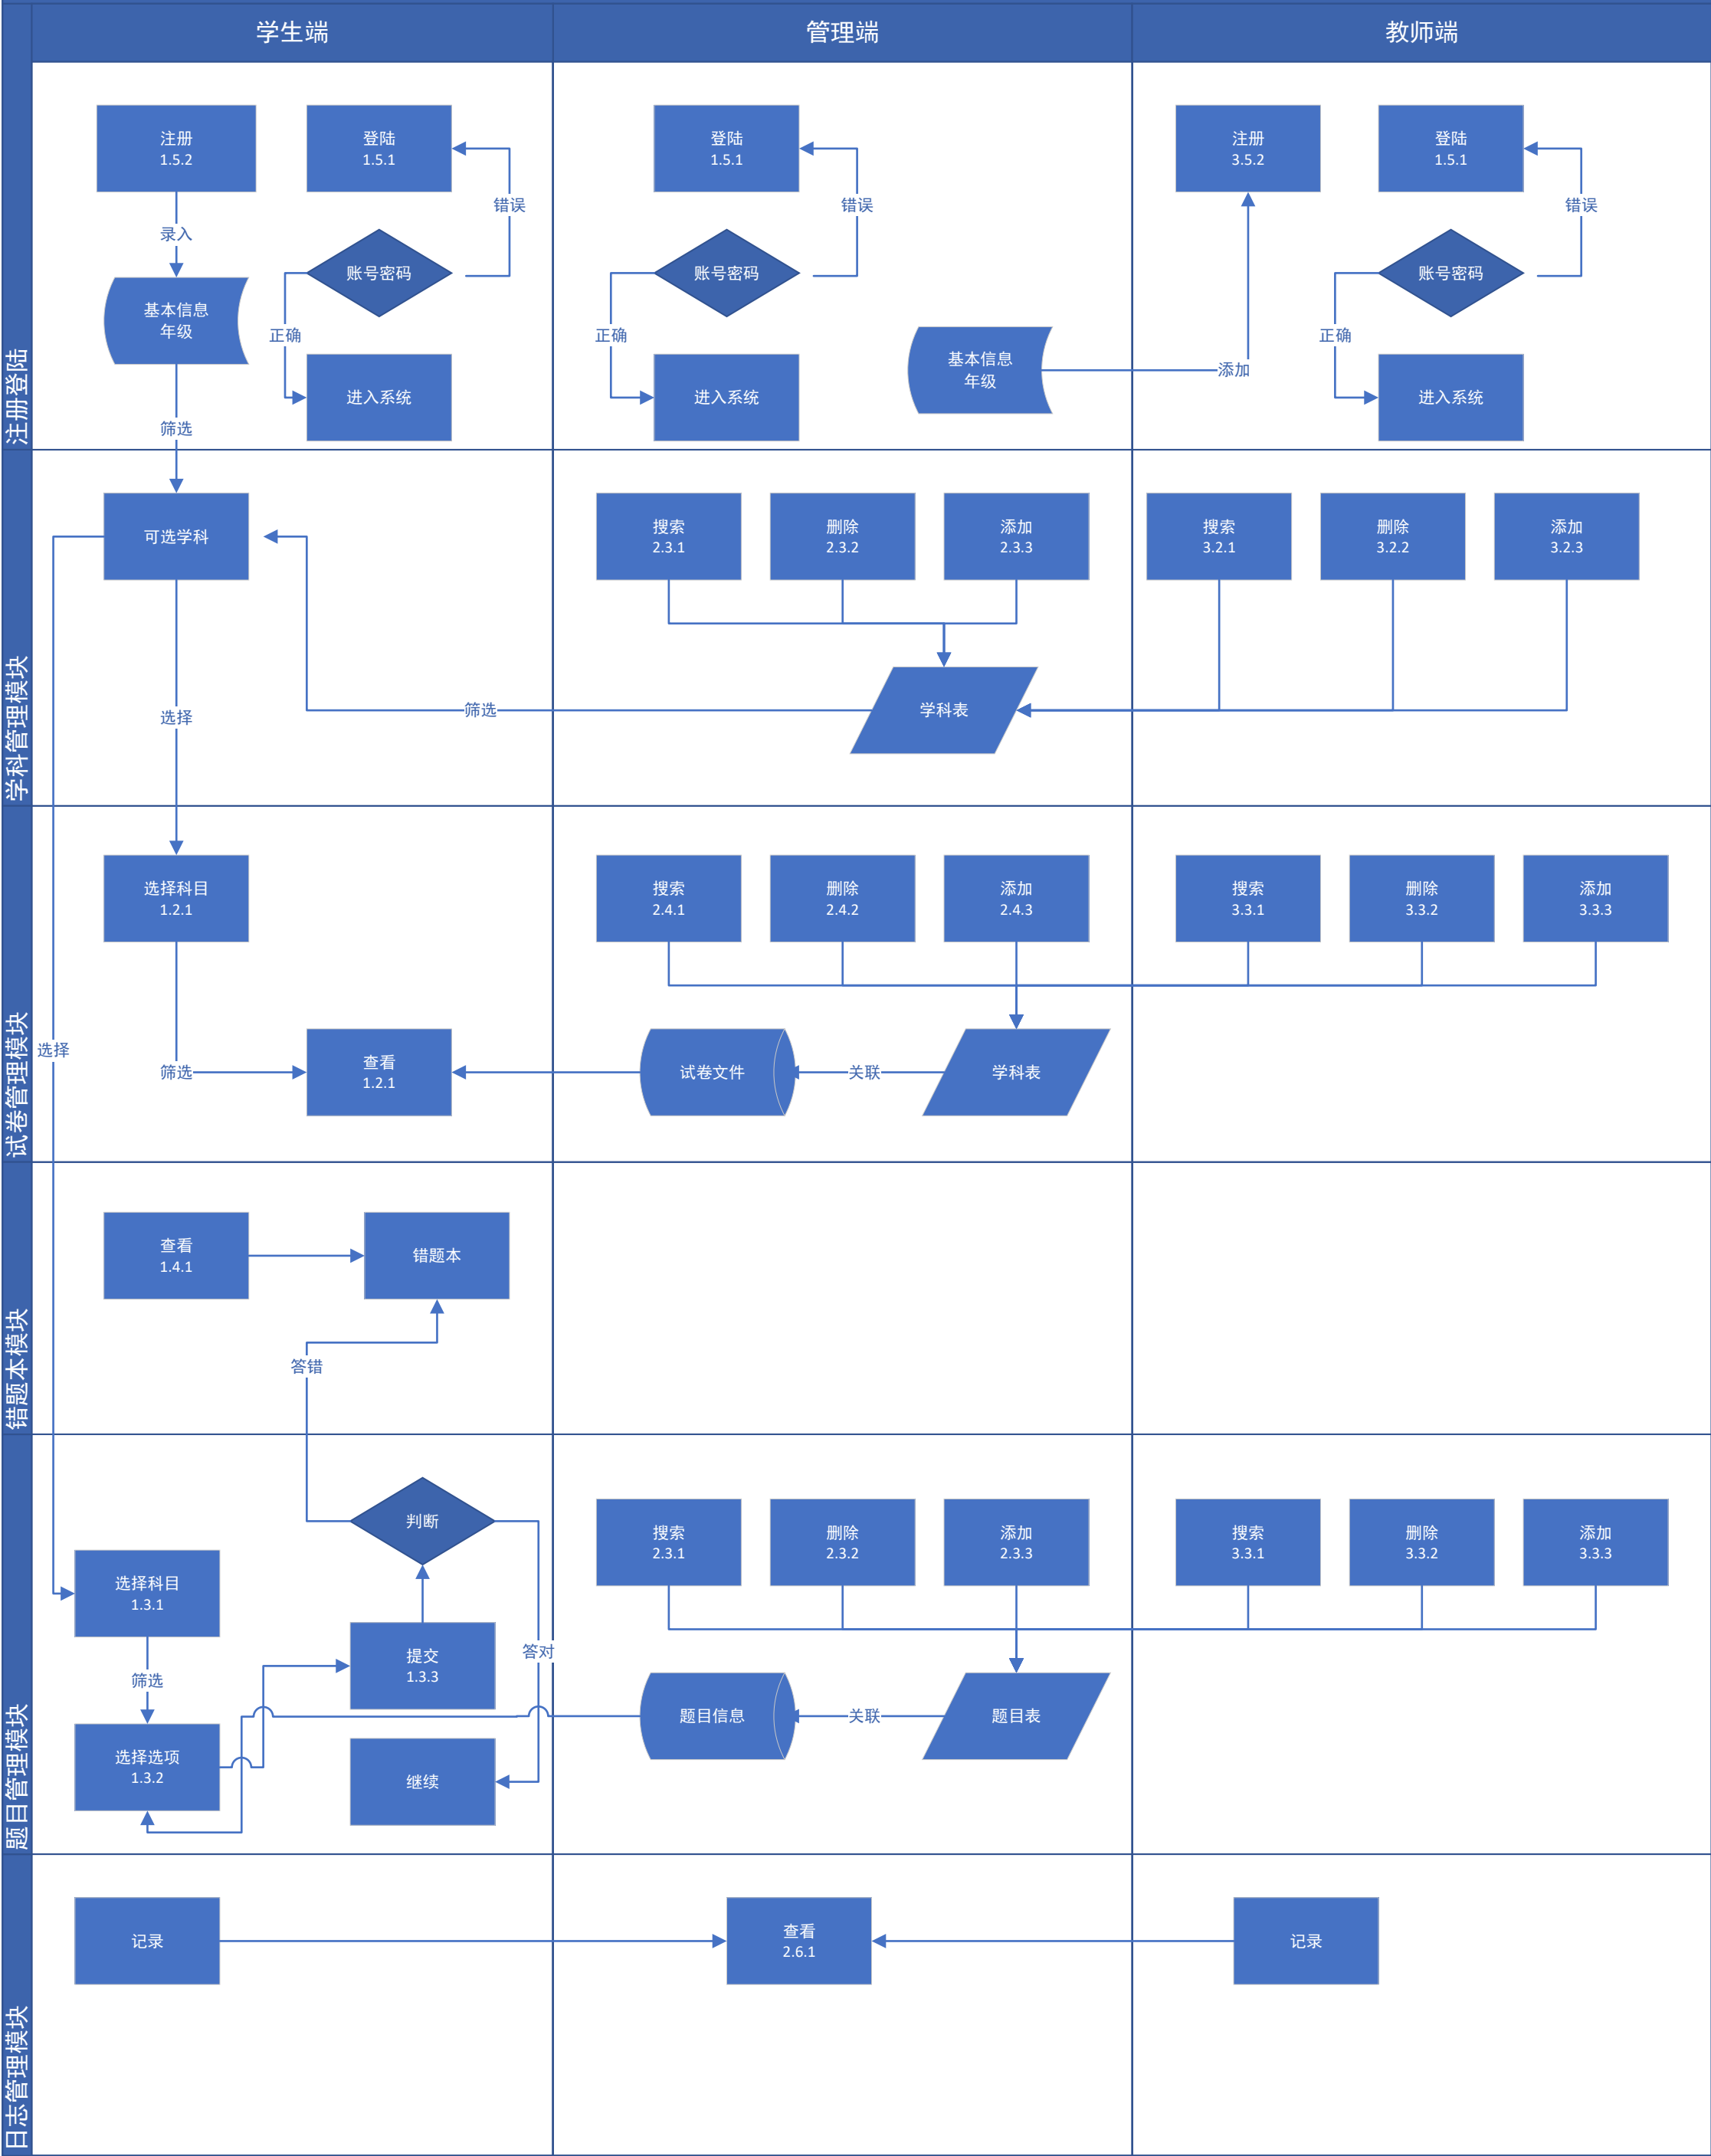 学生端
管理端
教师端
注册登陆
注册
1.5.2
登陆
1.5.1
录入
错误
账号密码
基本信息
年级
正确
进入系统
筛选
登陆
1.5.1
错误
账号密码
正确
进入系统
基本信息
年级
添加
注册
3.5.2
登陆
1.5.1
错误
账号密码
正确
进入系统
学科管理模块
可选学科
选择
筛选
搜索
2.3.1
删除
2.3.2
添加
2.3.3
学科表
搜索
3.2.1
删除
3.2.2
添加
3.2.3
试卷管理模块
选择科目
1.2.1
选择
筛选
查看
1.2.1
搜索
2.4.1
删除
2.4.2
添加
2.4.3
试卷文件
关联
学科表
搜索
3.3.1
删除
3.3.2
添加
3.3.3
错题本模块
查看
1.4.1
错题本
答错
题目管理模块
判断
选择科目
1.3.1
提交
1.3.3
答对
筛选
选择选项
1.3.2
继续
搜索
2.3.1
删除
2.3.2
添加
2.3.3
题目信息
关联
题目表
搜索
3.3.1
删除
3.3.2
添加
3.3.3
日志管理模块
记录
查看
2.6.1
记录